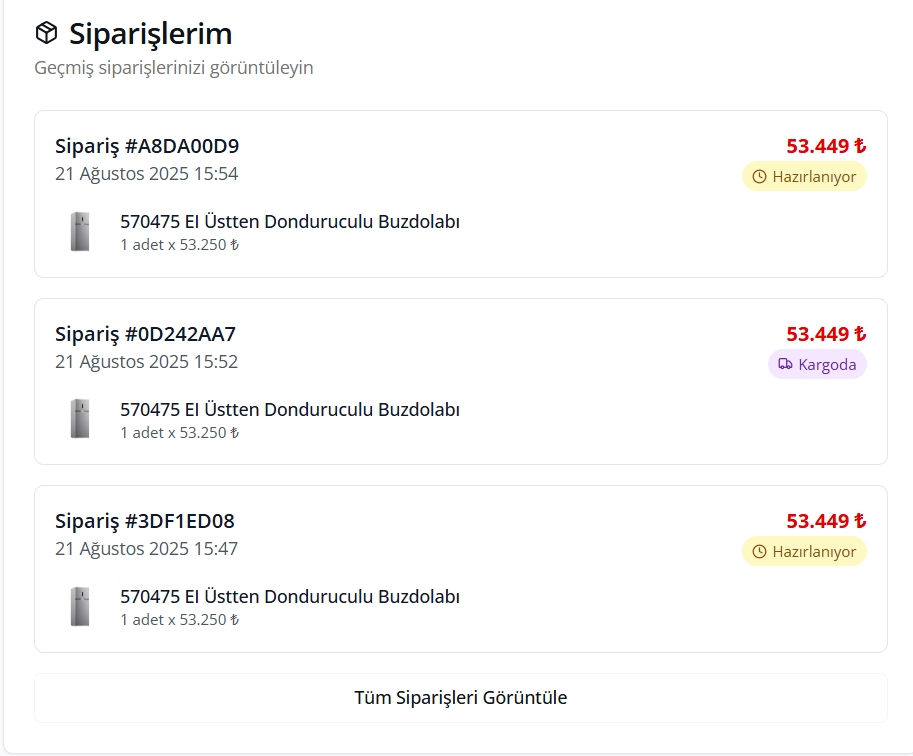 Siparişlerim
Geçmiş siparişlerinizi görüntüleyin
Sipariş #A8DA00D9
53.449 ₺
21 Ağustos 2025 15:54
Hazırlanıyor
570475 EI Üstten Donduruculu Buzdolabı
1 adet x 53.250 ₺
Sipariş #0D242AA7
53.449 ₺
21 Ağustos 2025 15:52
Kargoda
570475 EI Üstten Donduruculu Buzdolabı
1 adet x 53.250 ₺
Sipariş #3DF1ED08
53.449 ₺
21 Ağustos 2025 15:47
Hazırlanıyor
570475 EI Üstten Donduruculu Buzdolabı
1 adet x 53.250 ₺
Tüm Siparişleri Görüntüle